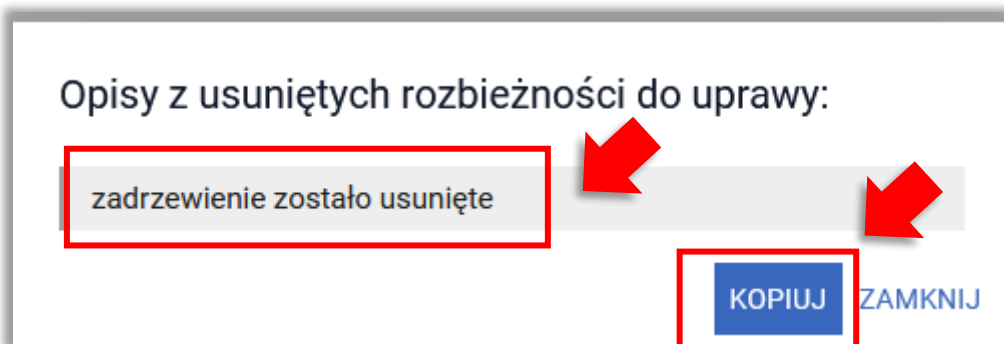 Opisy z usuniętych rozbieżności do uprawy:
zadrzewienie zostało usunięte
KOPIUJ ZAMKNIJ